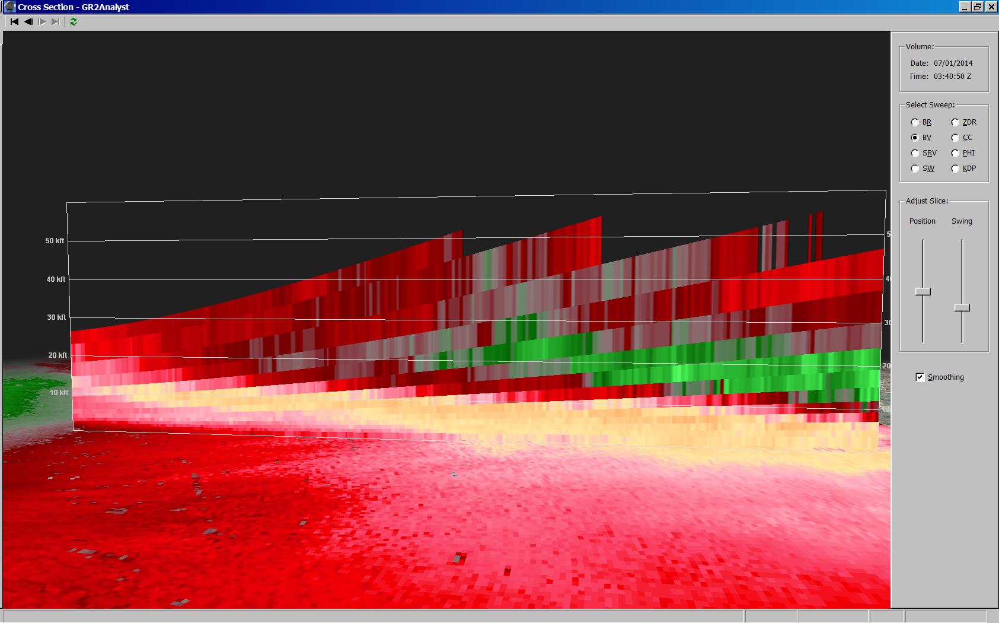 Cross Section - GR2Analyst
Volume:
Date: 07/01/2014
Time: 03:40:50 Z
Select Sweep:
BR ZDR
BV CC
SRV PHI
SW KDP
Adjust Slice:
Position Swing
Smoothing
50 kft
40 kft
30 kft
20 kft
10 kft
5
4
30
20